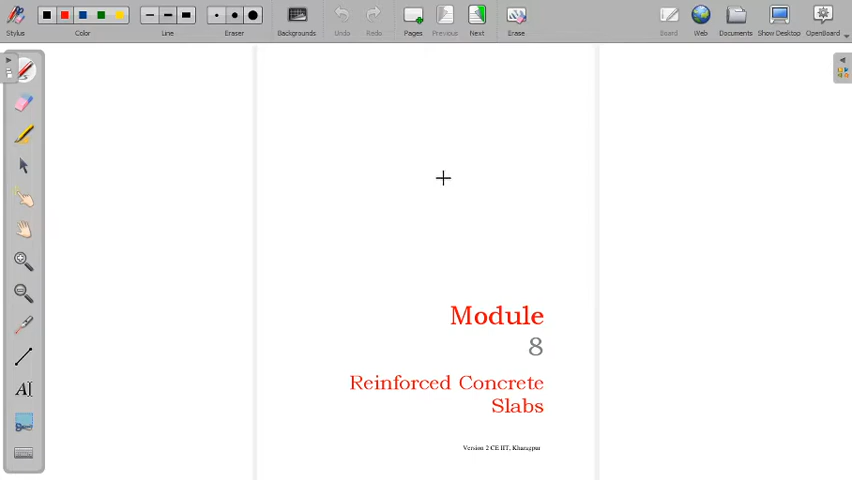 Stylus
Color
Line
Eraser
Backgrounds
Undo
Redo
Pages
Previous
Next
Erase
Board
Web
Documents
Show Desktop
OpenBoard
Module
8
Reinforced Concrete
Slabs
Version 2 CE IIT, Kharagpur
A